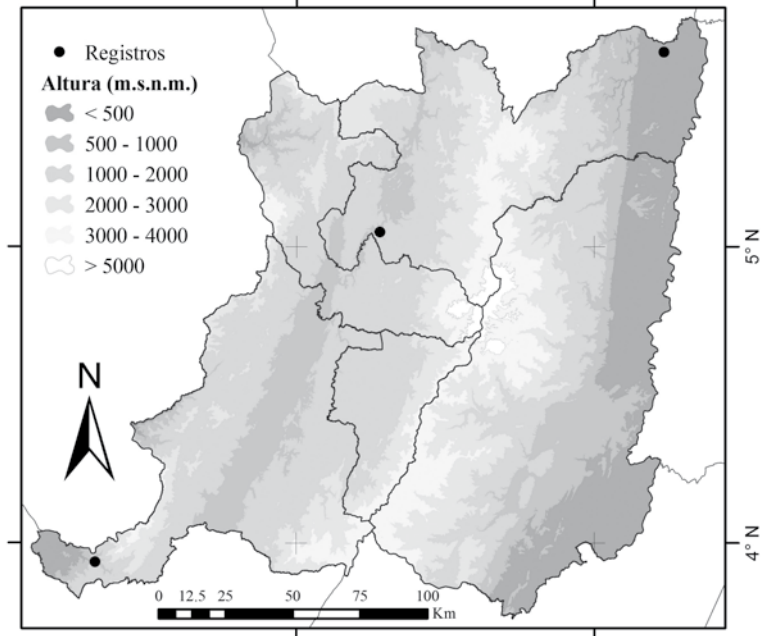 Registros
Altura (m.s.n.m.)
< 500
500 - 1000
1000 - 2000
2000 - 3000
3000 - 4000
> 5000
5° N
N
4° N
0 12.5 25 50 75 100
Km